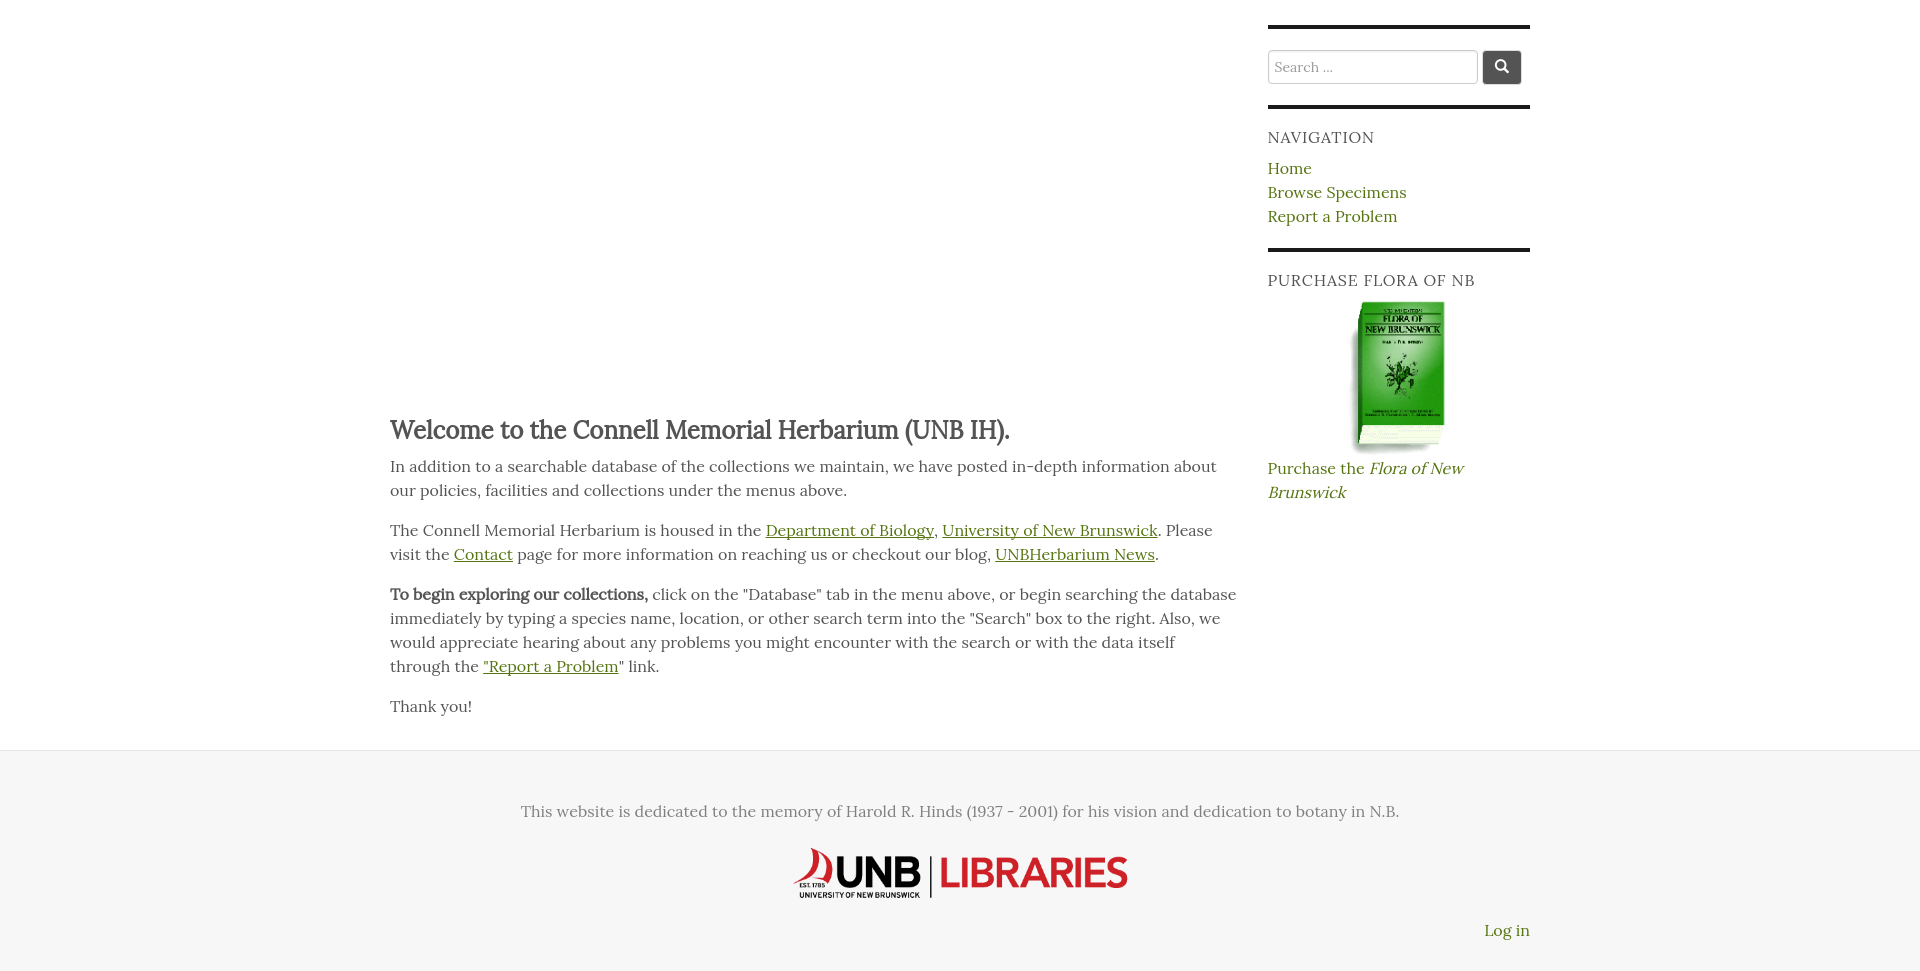 Search ...
NAVIGATION
Home
Browse Specimens
Report a Problem
PURCHASE FLORA OF NB
FLORA OF
NEW BRUNSWICK
Purchase the Flora of New
Brunswick
Welcome to the Connell Memorial Herbarium (UNB IH).
In addition to a searchable database of the collections we maintain, we have posted in-depth information about
our policies, facilities and collections under the menus above.
The Connell Memorial Herbarium is housed in the Department of Biology, University of New Brunswick. Please
visit the Contact page for more information on reaching us or checkout our blog, UNBHerbarium News.
To begin exploring our collections, click on the "Database" tab in the menu above, or begin searching the database
immediately by typing a species name, location, or other search term into the "Search" box to the right. Also, we
would appreciate hearing about any problems you might encounter with the search or with the data itself
through the "Report a Problem" link.
Thank you!
This website is dedicated to the memory of Harold R. Hinds (1937 - 2001) for his vision and dedication to botany in N.B.
EST. 1785
UNB | LIBRARIES
UNIVERSITY OF NEW BRUNSWICK
Log in